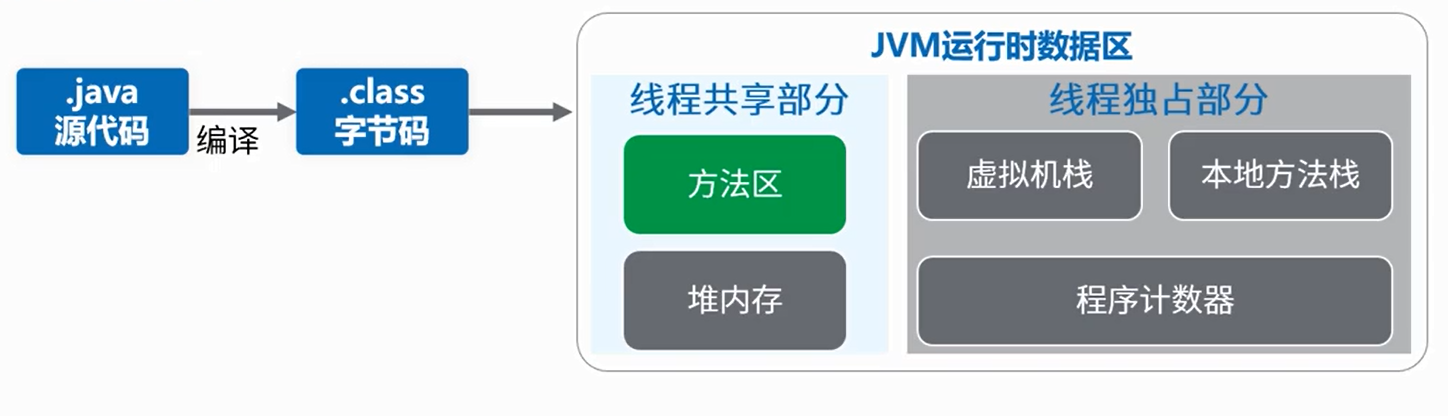 .java
源代码
编译
.class
字节码
JVM运行时数据区
线程共享部分
方法区
堆内存
线程独占部分
虚拟机栈
本地方法栈
程序计数器